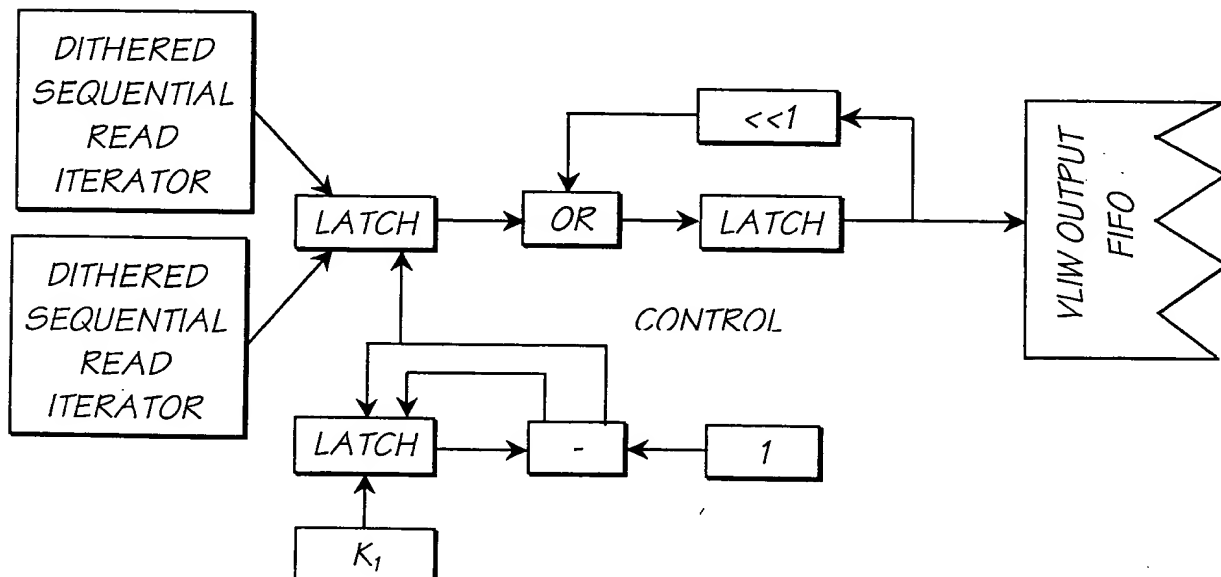 DITHERED
SEQUENTIAL
READ
ITERATOR
<<1
LATCH
OR
LATCH
VLIW OUTPUT
FIFO
DITHERED
SEQUENTIAL
READ
ITERATOR
CONTROL
LATCH
-
1
K₁